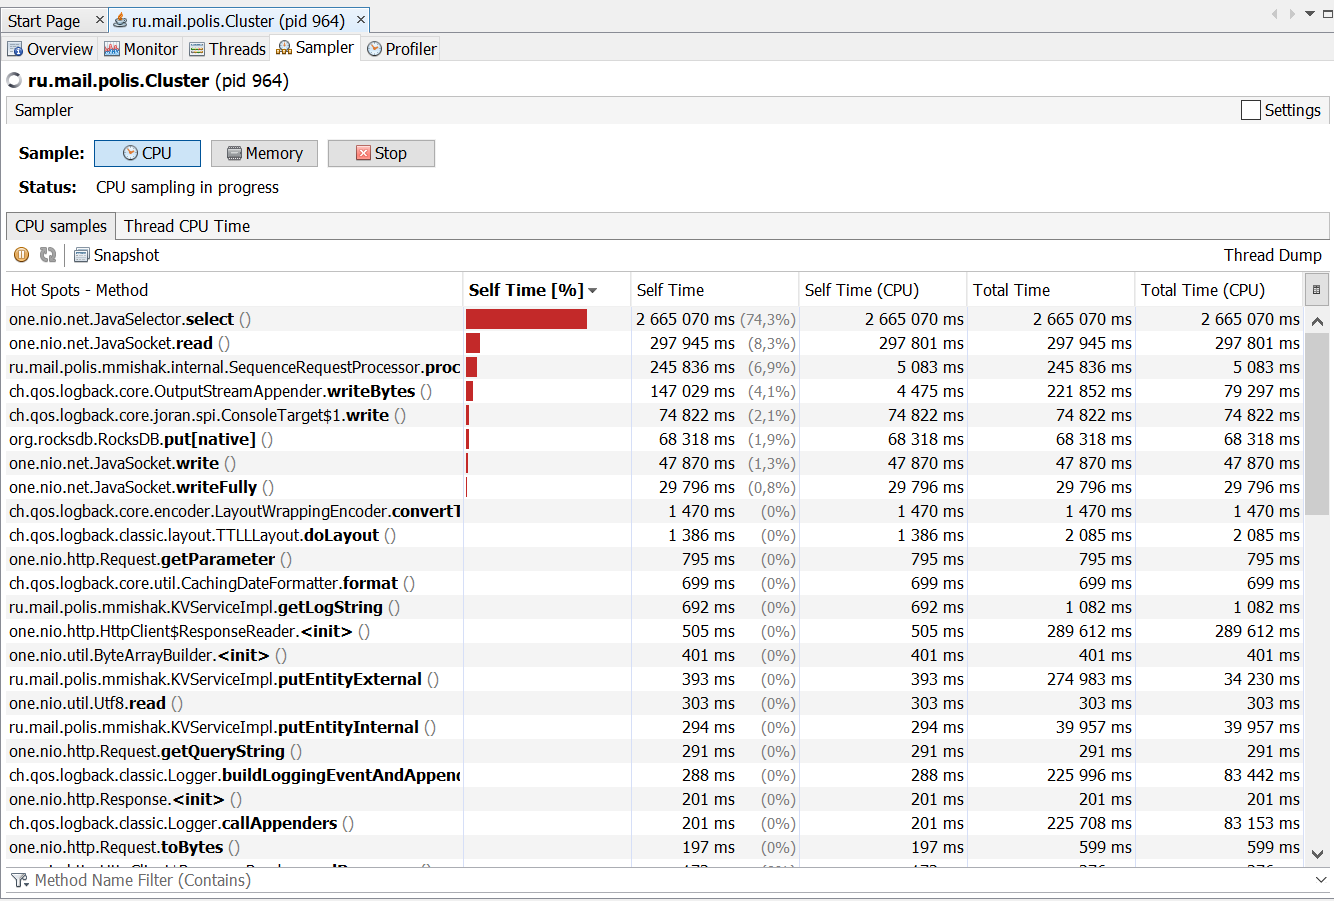 Start Page × ru.mail.polis.Cluster (pid 964) ×
Overview Monitor Threads Sampler Profiler
ru.mail.polis.Cluster (pid 964)
Sampler Settings
Sample: CPU Memory Stop
Status: CPU sampling in progress
CPU samples Thread CPU Time
Snapshot Thread Dump
Hot Spots - Method Self Time [%] Self Time Self Time (CPU) Total Time Total Time (CPU)
one.nio.net.JavaSelector.select () 2 665 070 ms (74,3%) 2 665 070 ms 2 665 070 ms 2 665 070 ms
one.nio.net.JavaSocket.read () 297 945 ms (8,3%) 297 801 ms 297 945 ms 297 801 ms
ru.mail.polis.mmishak.internal.SequenceRequestProcessor.proc 245 836 ms (6,9%) 5 083 ms 245 836 ms 5 083 ms
ch.qos.logback.core.OutputStreamAppender.writeBytes () 147 029 ms (4,1%) 4 475 ms 221 852 ms 79 297 ms
ch.qos.logback.core.joran.spi.ConsoleTarget$1.write () 74 822 ms (2,1%) 74 822 ms 74 822 ms 74 822 ms
org.rocksdb.RocksDB.put[native] () 68 318 ms (1,9%) 68 318 ms 68 318 ms 68 318 ms
one.nio.net.JavaSocket.write () 47 870 ms (1,3%) 47 870 ms 47 870 ms 47 870 ms
one.nio.net.JavaSocket.writeFully () 29 796 ms (0,8%) 29 796 ms 29 796 ms 29 796 ms
ch.qos.logback.core.encoder.LayoutWrappingEncoder.convertT 1 470 ms (0%) 1 470 ms 1 470 ms 1 470 ms
ch.qos.logback.classic.layout.TTLLLayout.doLayout () 1 386 ms (0%) 1 386 ms 2 085 ms 2 085 ms
one.nio.http.Request.getParameter () 795 ms (0%) 795 ms 795 ms 795 ms
ch.qos.logback.core.util.CachingDateFormatter.format () 699 ms (0%) 699 ms 699 ms 699 ms
ru.mail.polis.mmishak.KVServiceImpl.getLogString () 692 ms (0%) 692 ms 1 082 ms 1 082 ms
one.nio.http.HttpClient$ResponseReader.<init> () 505 ms (0%) 505 ms 289 612 ms 289 612 ms
one.nio.util.ByteArrayBuilder.<init> () 401 ms (0%) 401 ms 401 ms 401 ms
ru.mail.polis.mmishak.KVServiceImpl.putEntityExternal () 393 ms (0%) 393 ms 274 983 ms 34 230 ms
one.nio.util.Utf8.read () 303 ms (0%) 303 ms 303 ms 303 ms
ru.mail.polis.mmishak.KVServiceImpl.putEntityInternal () 294 ms (0%) 294 ms 39 957 ms 39 957 ms
one.nio.http.Request.getQueryString () 291 ms (0%) 291 ms 291 ms 291 ms
ch.qos.logback.classic.Logger.buildLoggingEventAndAppend 288 ms (0%) 288 ms 225 996 ms 83 442 ms
one.nio.http.Response.<init> () 201 ms (0%) 201 ms 201 ms 201 ms
ch.qos.logback.classic.Logger.callAppenders () 201 ms (0%) 201 ms 225 708 ms 83 153 ms
one.nio.http.Request.toBytes () 197 ms (0%) 197 ms 599 ms 599 ms
Method Name Filter (Contains)